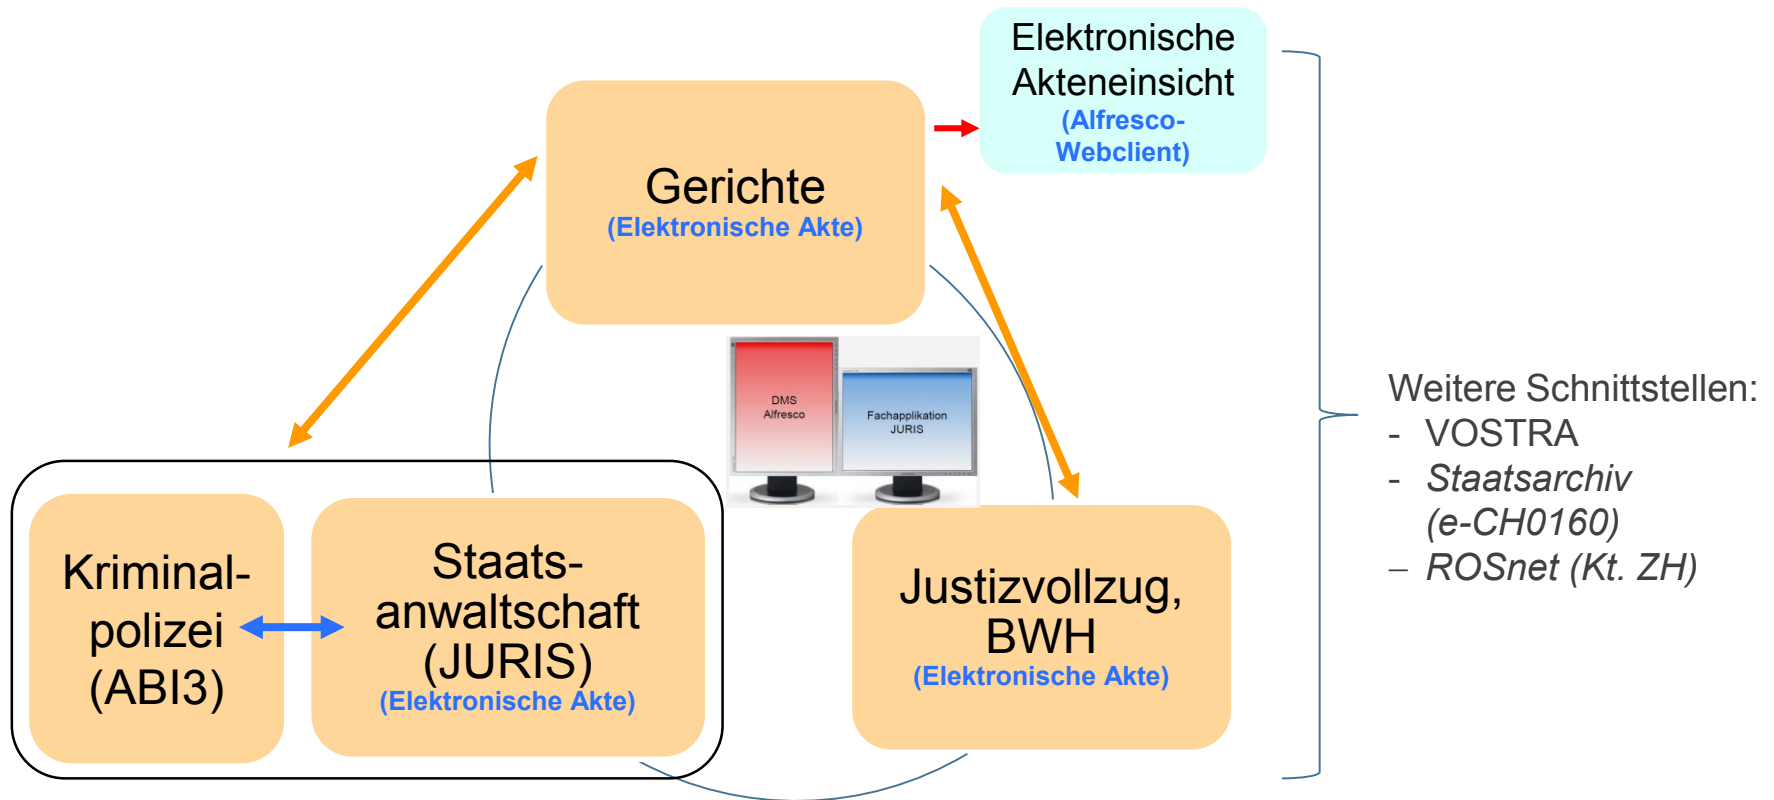 Elektronische
Akteneinsicht
(Alfresco-
Webclient)
Gerichte
(Elektronische Akte)
DMS
Alfresco
Fachapplikation
JURIS
Kriminal-
polizei
(ABI3)
Staats-
anwaltschaft
(JURIS)
(Elektronische Akte)
Justizvollzug,
BWH
(Elektronische Akte)
Weitere Schnittstellen:
- VOSTRA
- Staatsarchiv
(e-CH0160)
– ROSnet (Kt. ZH)